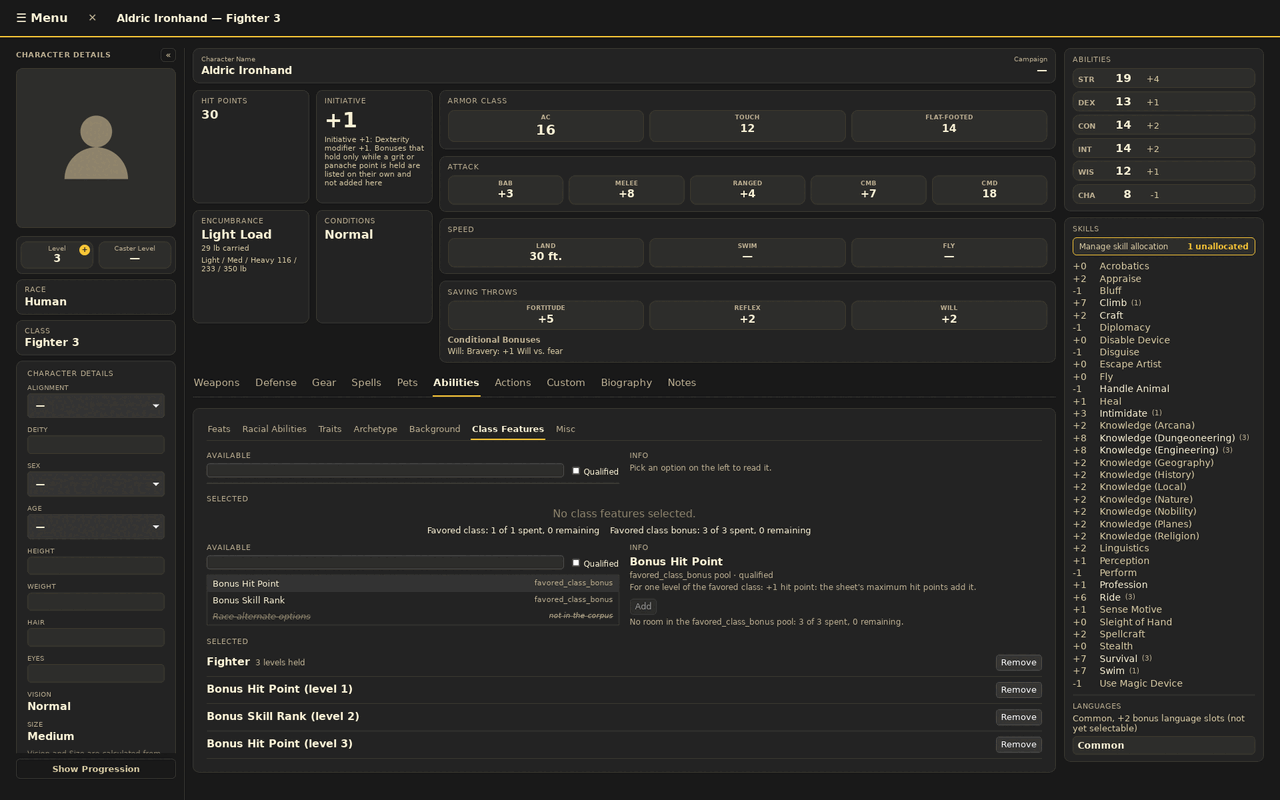 ☰ Menu
×
Aldric Ironhand — Fighter 3
CHARACTER DETAILS
«
Level
3
+
Caster Level
—
RACE
Human
CLASS
Fighter 3
CHARACTER DETAILS
ALIGNMENT
—
DEITY
SEX
—
AGE
—
HEIGHT
WEIGHT
HAIR
EYES
VISION
Normal
SIZE
Medium
Vision and Size are calculated from
Show Progression
Character Name
Aldric Ironhand
Campaign
—
HIT POINTS
30
INITIATIVE
+1
Initiative +1: Dexterity
modifier +1. Bonuses that
hold only while a grit or
panache point is held are
listed on their own and
not added here
ENCUMBRANCE
Light Load
29 lb carried
Light / Med / Heavy 116 /
233 / 350 lb
CONDITIONS
Normal
ARMOR CLASS
AC
16
TOUCH
12
FLAT-FOOTED
14
ATTACK
BAB
+3
MELEE
+8
RANGED
+4
CMB
+7
CMD
18
SPEED
LAND
30 ft.
SWIM
—
FLY
—
SAVING THROWS
FORTITUDE
+5
REFLEX
+2
WILL
+2
Conditional Bonuses
Will: Bravery: +1 Will vs. fear
Weapons Defense Gear Spells Pets Abilities Actions Custom Biography Notes
Feats Racial Abilities Traits Archetype Background Class Features Misc
AVAILABLE
Qualified
INFO
Pick an option on the left to read it.
SELECTED
No class features selected.
Favored class: 1 of 1 spent, 0 remaining Favored class bonus: 3 of 3 spent, 0 remaining
AVAILABLE
Qualified
Bonus Hit Point favored_class_bonus
Bonus Skill Rank favored_class_bonus
Race alternate options not in the corpus
INFO
Bonus Hit Point
favored_class_bonus pool · qualified
For one level of the favored class: +1 hit point: the sheet's maximum hit points add it.
Add
No room in the favored_class_bonus pool: 3 of 3 spent, 0 remaining.
SELECTED
Fighter 3 levels held Remove
Bonus Hit Point (level 1) Remove
Bonus Skill Rank (level 2) Remove
Bonus Hit Point (level 3) Remove
ABILITIES
STR 19 +4
DEX 13 +1
CON 14 +2
INT 14 +2
WIS 12 +1
CHA 8 -1
SKILLS
Manage skill allocation 1 unallocated
+0 Acrobatics
+2 Appraise
-1 Bluff
+7 Climb (1)
+2 Craft
-1 Diplomacy
+0 Disable Device
-1 Disguise
+0 Escape Artist
+0 Fly
-1 Handle Animal
+1 Heal
+3 Intimidate (1)
+2 Knowledge (Arcana)
+8 Knowledge (Dungeoneering) (3)
+8 Knowledge (Engineering) (3)
+2 Knowledge (Geography)
+2 Knowledge (History)
+2 Knowledge (Local)
+2 Knowledge (Nature)
+2 Knowledge (Nobility)
+2 Knowledge (Planes)
+2 Knowledge (Religion)
+2 Linguistics
+1 Perception
-1 Perform
+1 Profession
+6 Ride (3)
+1 Sense Motive
+0 Sleight of Hand
+2 Spellcraft
+0 Stealth
+7 Survival (3)
+7 Swim (1)
-1 Use Magic Device
LANGUAGES
Common, +2 bonus language slots (not
yet selectable)
Common